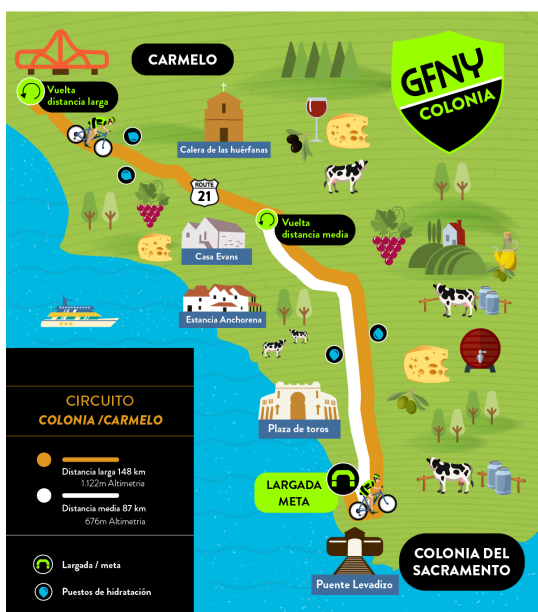 CARMELO
GFNY
COLONIA
Vuelta
distancia larga
Calera de las huérfanas
ROUTE
21
Vuelta
distancia media
Casa Evans
Estancia Anchorena
Plaza de toros
CIRCUITO
COLONIA /CARMELO
Distancia larga 148 km
1.122m Altimetria
Distancia media 87 km
676m Altimetria
Largada / meta
Puestos de hidratación
LARGADA
META
COLONIA DEL
SACRAMENTO
Puente Levadizo